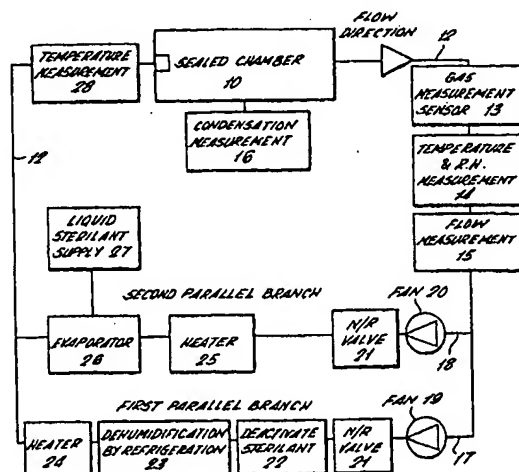 FLOW
DIRECTION
12
TEMPERATURE
MEASUREMENT
28
SEALED CHAMBER
10
GAS
MEASUREMENT
SENSOR 13
CONDENSATION
MEASUREMENT
16
TEMPERATURE
& R.H.
MEASUREMENT
14
12
LIQUID
STERILANT
SUPPLY 27
FLOW
MEASUREMENT
15
SECOND PARALLEL BRANCH
FAN 20
EVAPORATOR
26
HEATER
25
N/R
VALVE
21
18
FIRST PARALLEL BRANCH
FAN 19
HEATER
24
DEHUMIDIFICATION
BY REFRIGERATION
23
DEACTIVATE
STERILANT
22
N/R
VALVE
21
17